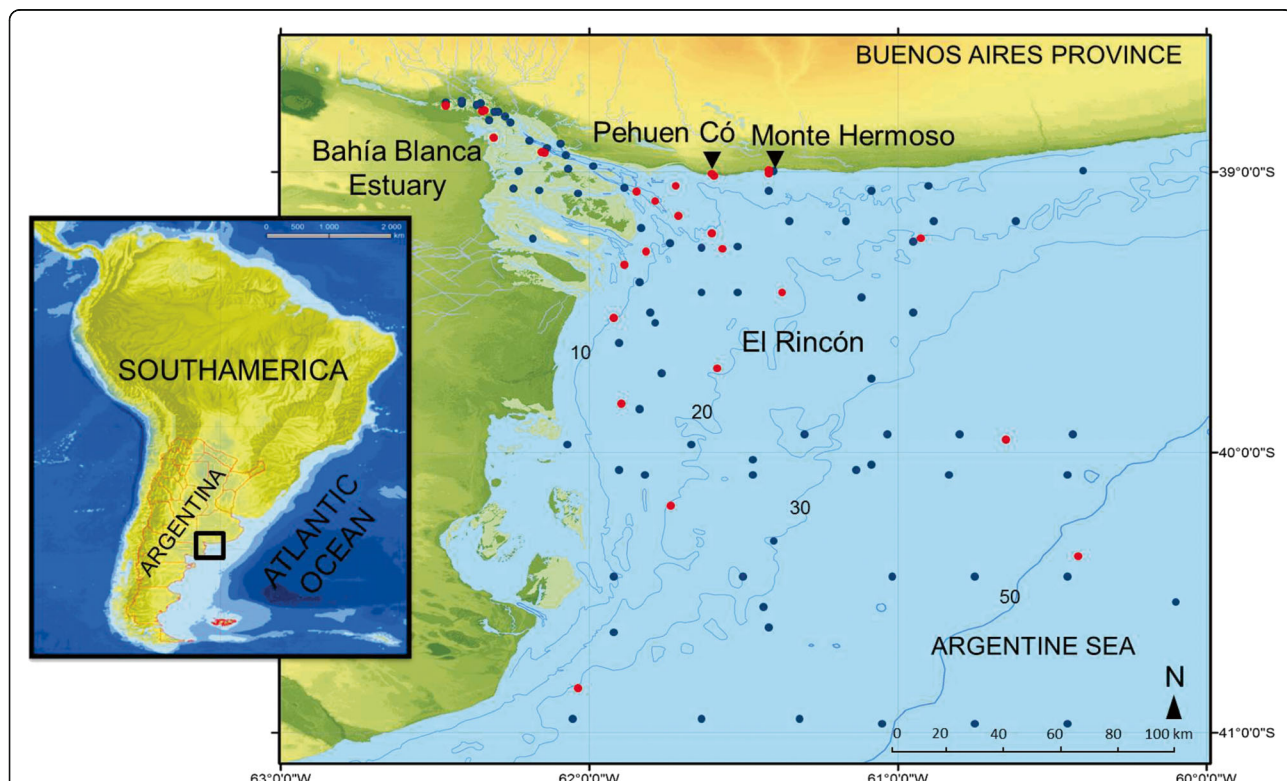 BUENOS AIRES PROVINCE
Pehuen Có
Monte Hermoso
Bahía Blanca
Estuary
39°0'0"S
0 500 1 000 2 000
km
SOUTHAMERICA
ARGENTINA
ATLANTIC
OCEAN
El Rincón
10
20
30
50
40°0'0"S
ARGENTINE SEA
N
0 20 40 60 80 100 km
41°0'0"S
63°0'0"W
62°0'0"W
61°0'0"W
60°0'0"W